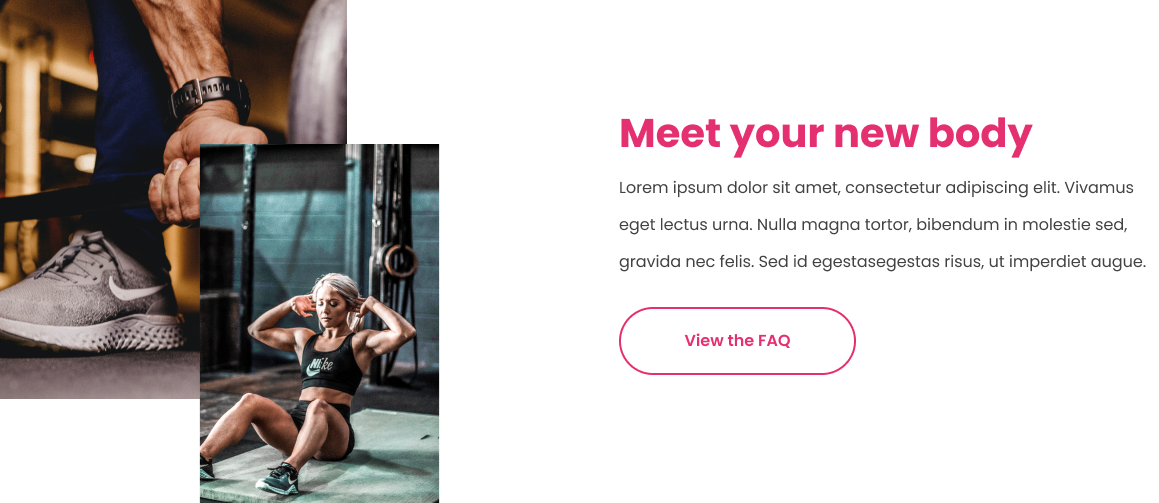 Meet your new body
Lorem ipsum dolor sit amet, consectetur adipiscing elit. Vivamus
eget lectus urna. Nulla magna tortor, bibendum in molestie sed,
gravida nec felis. Sed id egestasegestas risus, ut imperdiet augue.
View the FAQ
Nike